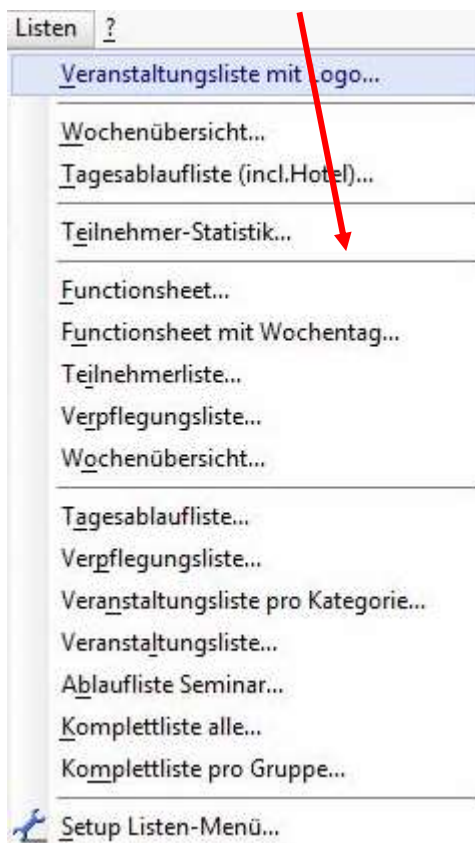 Listen ?
Veranstaltungsliste mit Logo...
Wochenübersicht...
Tagesablaufliste (incl.Hotel)...
Teilnehmer-Statistik...
Functionsheet...
Functionsheet mit Wochentag...
Teilnehmerliste...
Verpflegungsliste...
Wochenübersicht...
Tagesablaufliste...
Verpflegungsliste...
Veranstaltungsliste pro Kategorie...
Veranstaltungsliste...
Ablaufliste Seminar...
Komplettliste alle...
Komplettliste pro Gruppe...
Setup Listen-Menü...